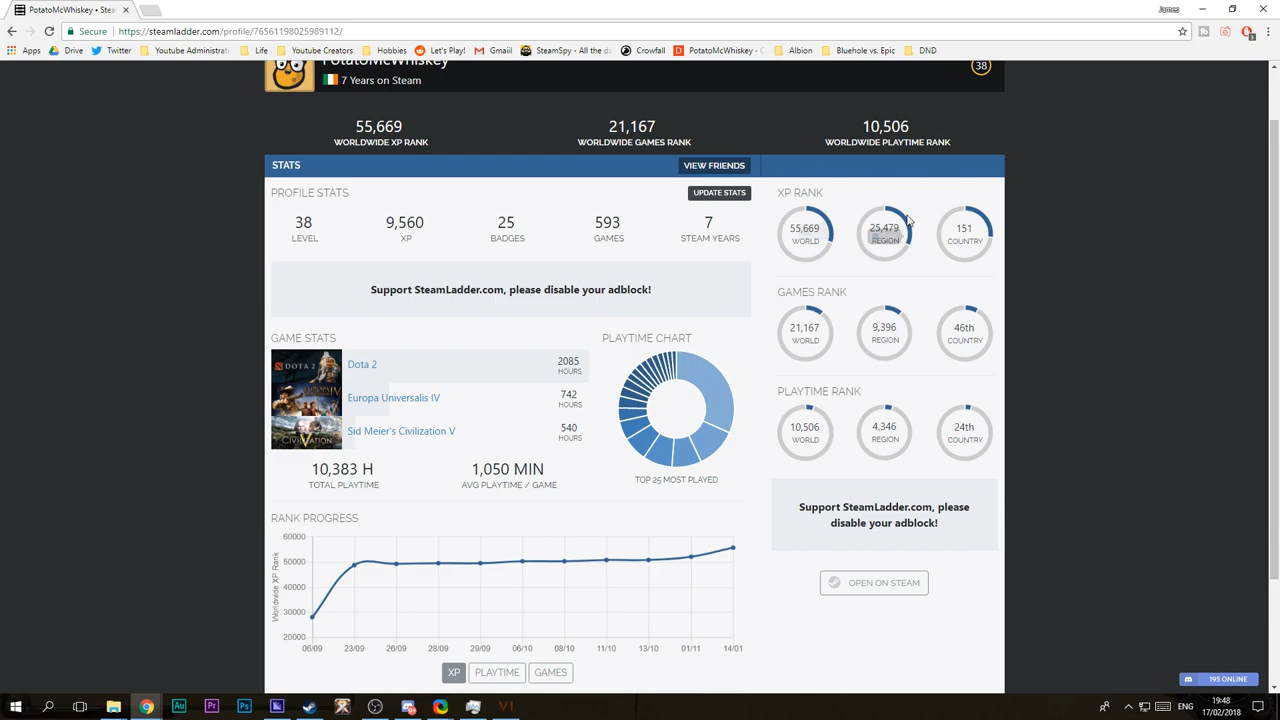 PotatoMcWhiskey • Stea
James
Secure
https://steamladder.com/profile/76561198025989112/
Apps
Drive
Twitter
Youtube Administrat
Life
Youtube Creators
Hobbies
Let's Play!
Gmail
SteamSpy - All the da
Crowfall
PotatoMcWhiskey - C
Albion
Bluehole vs. Epic
DND
PotatoMcWhiskey
7 Years on Steam
38
55,669
WORLDWIDE XP RANK
21,167
WORLDWIDE GAMES RANK
10,506
WORLDWIDE PLAYTIME RANK
STATS
VIEW FRIENDS
PROFILE STATS
UPDATE STATS
38
LEVEL
9,560
XP
25
BADGES
593
GAMES
7
STEAM YEARS
Support SteamLadder.com, please disable your adblock!
GAME STATS
DOTA 2
Dota 2
2085
HOURS
Europa Universalis IV
742
HOURS
CIVILIZATION
Sid Meier's Civilization V
540
HOURS
10,383 H
TOTAL PLAYTIME
1,050 MIN
AVG PLAYTIME / GAME
PLAYTIME CHART
TOP 25 MOST PLAYED
RANK PROGRESS
Worldwide XP Rank
60000
50000
40000
30000
20000
06/09
23/09
26/09
28/09
29/09
06/10
08/10
11/10
13/10
01/11
14/01
XP
PLAYTIME
GAMES
XP RANK
55,669
WORLD
25,479
REGION
151
COUNTRY
GAMES RANK
21,167
WORLD
9,396
REGION
46th
COUNTRY
PLAYTIME RANK
10,506
WORLD
4,346
REGION
24th
COUNTRY
Support SteamLadder.com, please
disable your adblock!
OPEN ON STEAM
195 ONLINE
Au
Pr
Ps
VI
ENG
19:48
17/02/2018